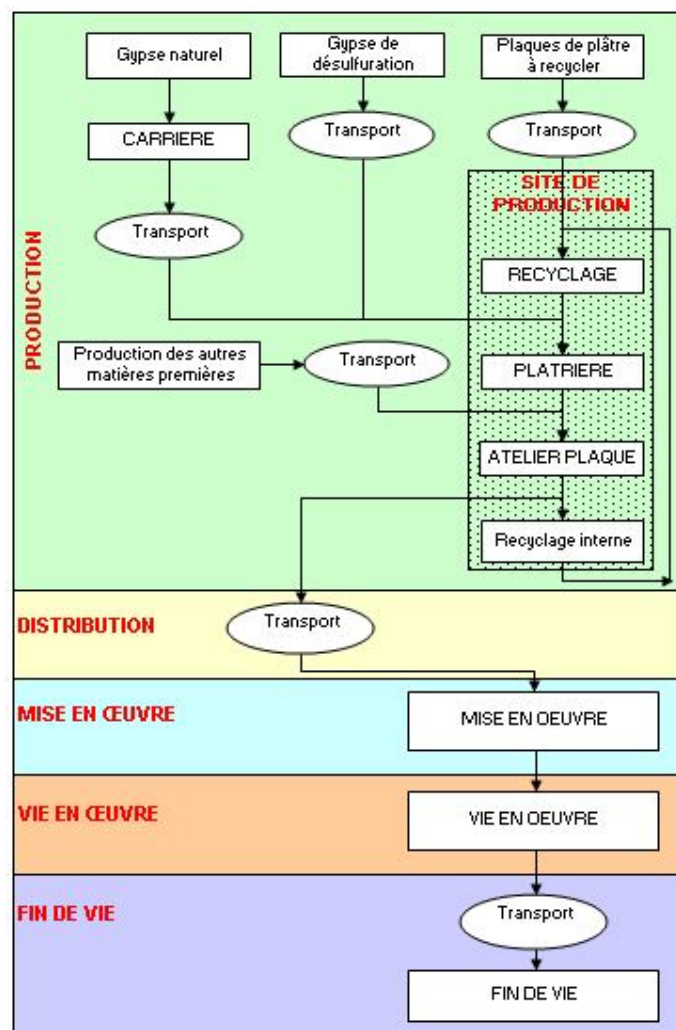 Gypse naturel
Gypse de
désulfuration
Plaques de plâtre
à recycler
CARRIERE
Transport
Transport
SITE DE
PRODUCTION
Transport
RECYCLAGE
PRODUCTION
Production des autres
matières premières
Transport
PLATRIERE
ATELIER PLAQUE
Recyclage interne
DISTRIBUTION
Transport
MISE EN ŒUVRE
MISE EN OEUVRE
VIE EN ŒUVRE
VIE EN OEUVRE
FIN DE VIE
Transport
FIN DE VIE